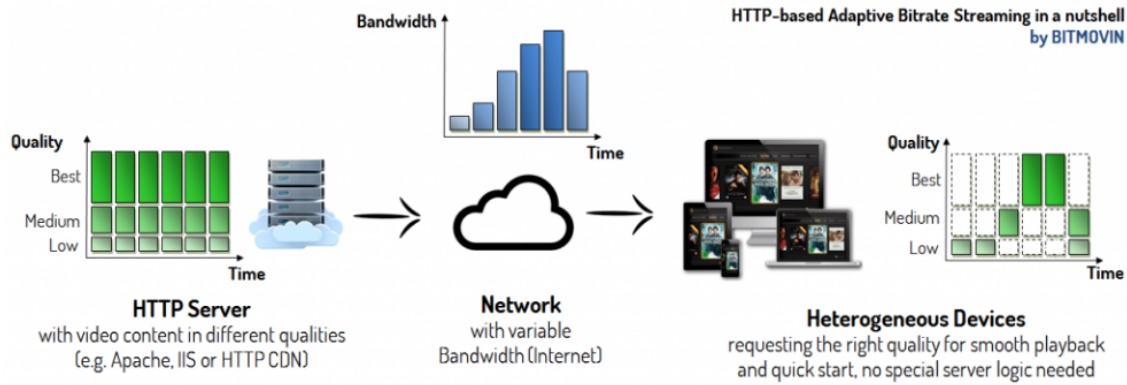 HTTP-based Adaptive Bitrate Streaming in a nutshell
by BITMOVIN
Bandwidth
Time
Quality
Best
Medium
Low
Time
Quality
Best
Medium
Low
Time
HTTP Server
with video content in different qualities
(e.g. Apache, IIS or HTTP CDN)
Network
with variable
Bandwidth (Internet)
Heterogeneous Devices
requesting the right quality for smooth playback
and quick start, no special server logic needed